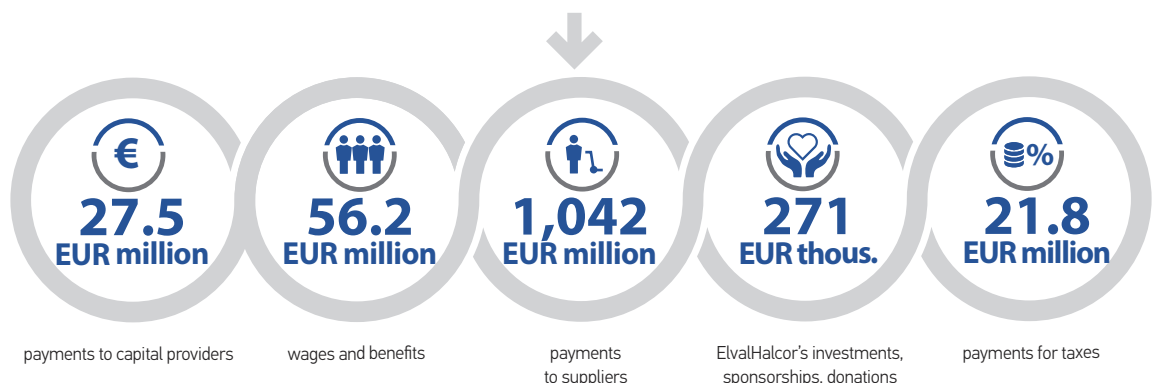 €
27.5
EUR million
payments to capital providers
56.2
EUR million
wages and benefits
1,042
EUR million
payments
to suppliers
271
EUR thous.
ElvalHalcor's investments,
sponsorships, donations
%
21.8
EUR million
payments for taxes